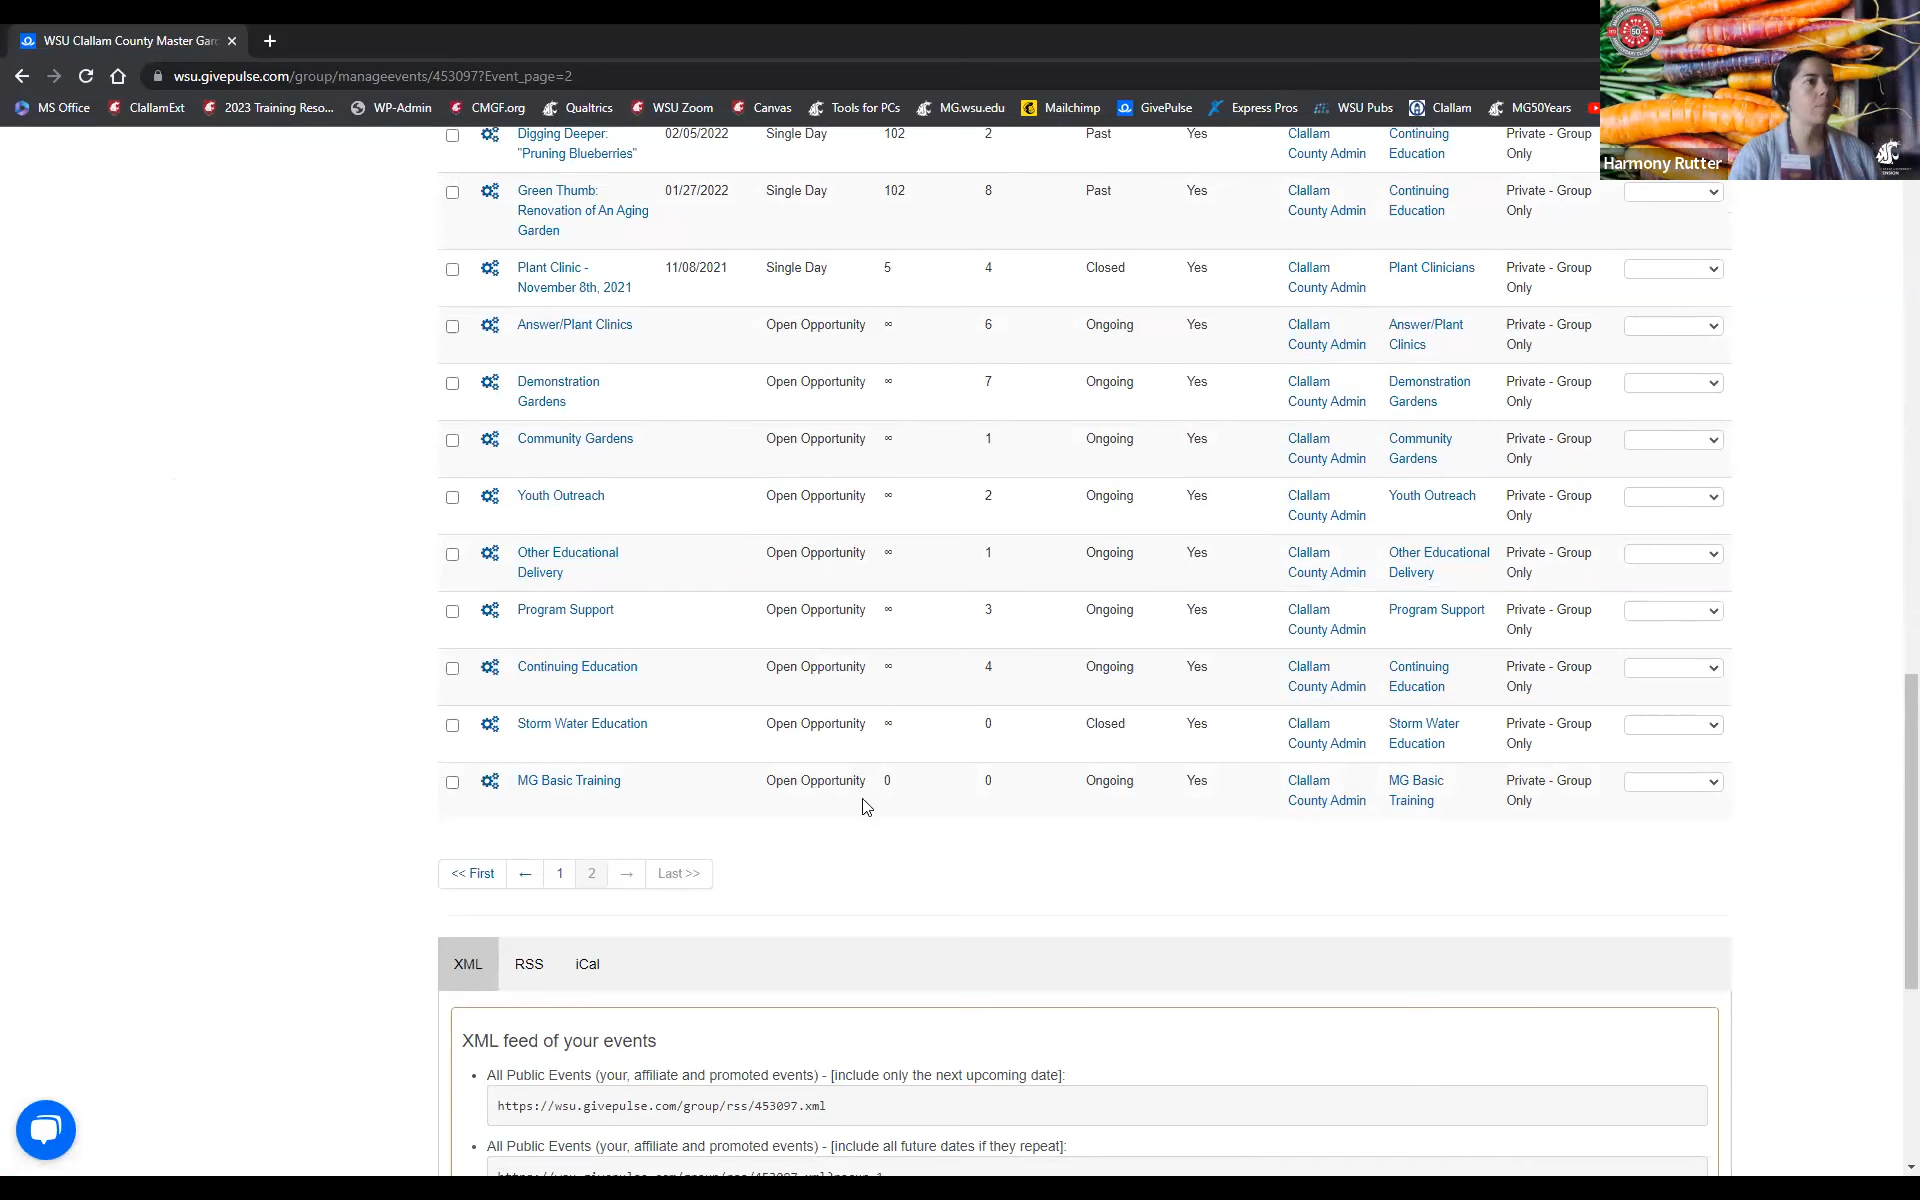 WSU Clallam County Master Gar
wsu.givepulse.com/group/manageevents/453097?Event_page=2
MS Office ClallamExt 2023 Training Reso... WP-Admin CMGF.org Qualtrics WSU Zoom Canvas Tools for PCs MG.wsu.edu Mailchimp GivePulse Express Pros WSU Pubs Clallam MG50Years
Harmony Rutter
Digging Deeper: 02/05/2022 Single Day 102 2 Past Yes Clallam Continuing Private - Group
"Pruning Blueberries" County Admin Education Only
Green Thumb: 01/27/2022 Single Day 102 8 Past Yes Clallam Continuing Private - Group
Renovation of An Aging County Admin Education Only
Garden
Plant Clinic - 11/08/2021 Single Day 5 4 Closed Yes Clallam Plant Clinicians Private - Group
November 8th, 2021 County Admin Only
Answer/Plant Clinics Open Opportunity ∞ 6 Ongoing Yes Clallam Answer/Plant Private - Group
County Admin Clinics Only
Demonstration Open Opportunity ∞ 7 Ongoing Yes Clallam Demonstration Private - Group
Gardens County Admin Gardens Only
Community Gardens Open Opportunity ∞ 1 Ongoing Yes Clallam Community Private - Group
County Admin Gardens Only
Youth Outreach Open Opportunity ∞ 2 Ongoing Yes Clallam Youth Outreach Private - Group
County Admin Only
Other Educational Open Opportunity ∞ 1 Ongoing Yes Clallam Other Educational Private - Group
Delivery County Admin Delivery Only
Program Support Open Opportunity ∞ 3 Ongoing Yes Clallam Program Support Private - Group
County Admin Only
Continuing Education Open Opportunity ∞ 4 Ongoing Yes Clallam Continuing Private - Group
County Admin Education Only
Storm Water Education Open Opportunity ∞ 0 Closed Yes Clallam Storm Water Private - Group
County Admin Education Only
MG Basic Training Open Opportunity 0 0 Ongoing Yes Clallam MG Basic Private - Group
County Admin Training Only
<< First ← 1 2 → Last >>
XML RSS iCal
XML feed of your events
• All Public Events (your, affiliate and promoted events) - [include only the next upcoming date]:
https://wsu.givepulse.com/group/rss/453097.xml
• All Public Events (your, affiliate and promoted events) - [include all future dates if they repeat]: